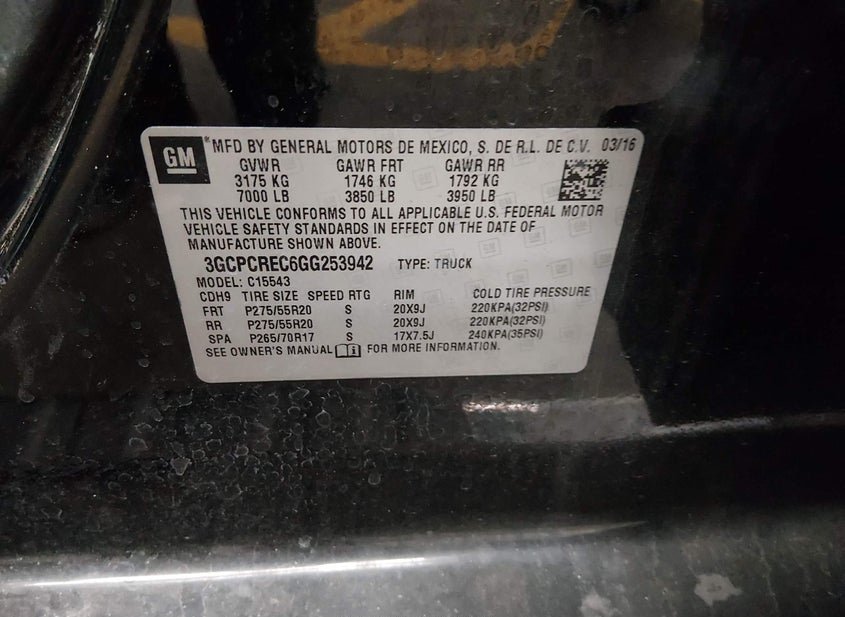 GM
*MFD BY GENERAL MOTORS DE MEXICO, S. DE R.L. DE C.V. 03/16
GVWR GAWR FRT GAWR RR
3175 KG 1746 KG 1792 KG
7000 LB 3850 LB 3950 LB
THIS VEHICLE CONFORMS TO ALL APPLICABLE U.S. FEDERAL MOTOR
VEHICLE SAFETY STANDARDS IN EFFECT ON THE DATE OF
MANUFACTURE SHOWN ABOVE.
3GCPCREC6GG253942 TYPE: TRUCK
MODEL: C15543
CDH9 TIRE SIZE SPEED RTG RIM COLD TIRE PRESSURE
FRT P275/55R20 S 20X9J 220KPA(32PSI)
RR P275/55R20 S 20X9J 220KPA(32PSI)
SPA P265/70R17 S 17X7.5J 240KPA(35PSI)
SEE OWNER'S MANUAL FOR MORE INFORMATION.